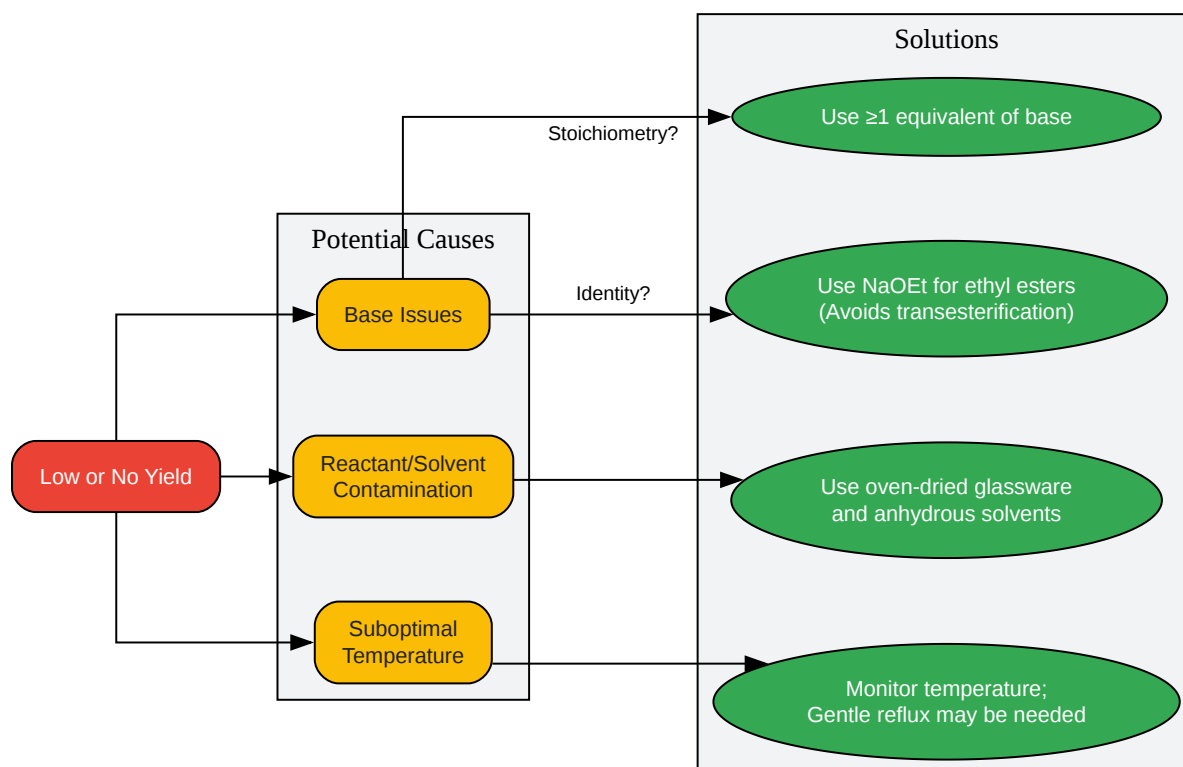 Solutions
Use ≥1 equivalent of base
Stoichiometry?
Potential Causes
Base Issues
Identity?
Use NaOEt for ethyl esters
(Avoids transesterification)
Low or No Yield
Reactant/Solvent
Contamination
Use oven-dried glassware
and anhydrous solvents
Suboptimal
Temperature
Monitor temperature;
Gentle reflux may be needed